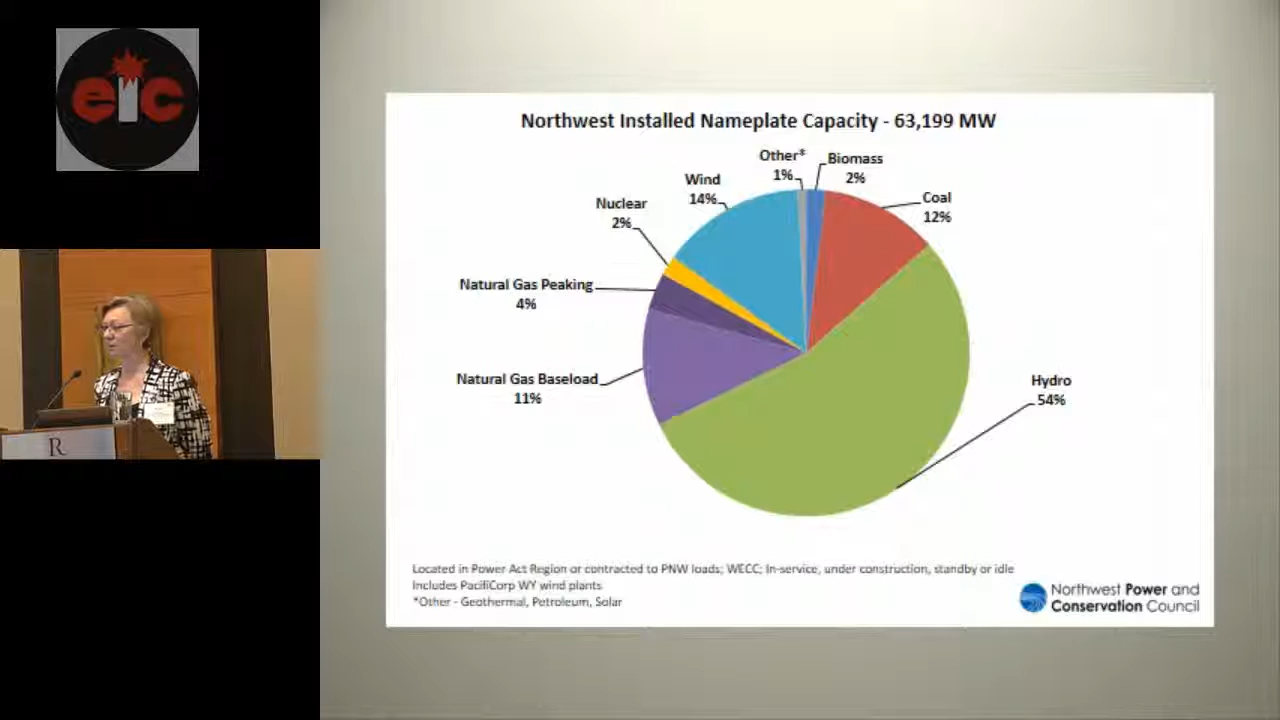 eic
R
Northwest Installed Nameplate Capacity - 63,199 MW
Other*
1%
Biomass
2%
Wind
14%
Coal
12%
Nuclear
2%
Natural Gas Peaking
4%
Natural Gas Baseload
11%
Hydro
54%
Located in Power Act Region or contracted to PNW loads; WECC; In-service, under construction, standby or idle
Includes PacifiCorp WY wind plants
*Other - Geothermal, Petroleum, Solar
Northwest Power and
Conservation Council